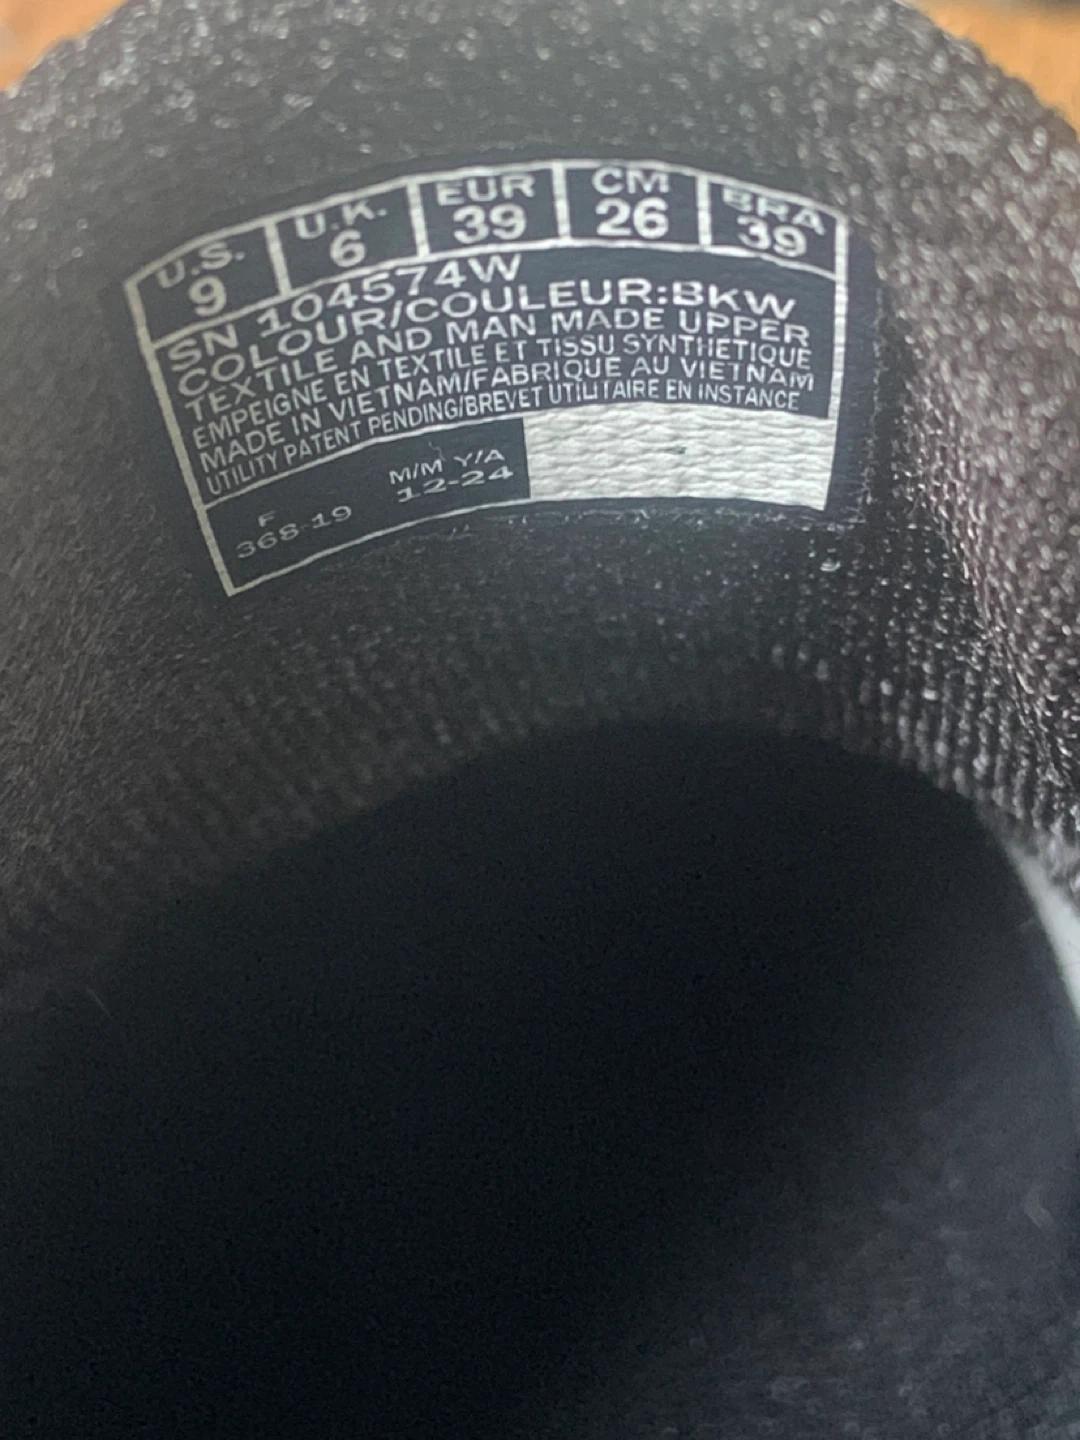 U.S. U.K. EUR CM BRA
9 6 39 26 39
SN 104574W
COLOUR/COULEUR:BKW
TEXTILE AND MAN MADE UPPER
EMPEIGNE EN TEXTILE ET TISSU SYNTHETIQUE
MADE IN VIETNAM/FABRIQUE AU VIETNAM
UTILITY PATENT PENDING/BREVET UTILITAIRE EN INSTANCE
F M/M Y/A
368-19 12-24